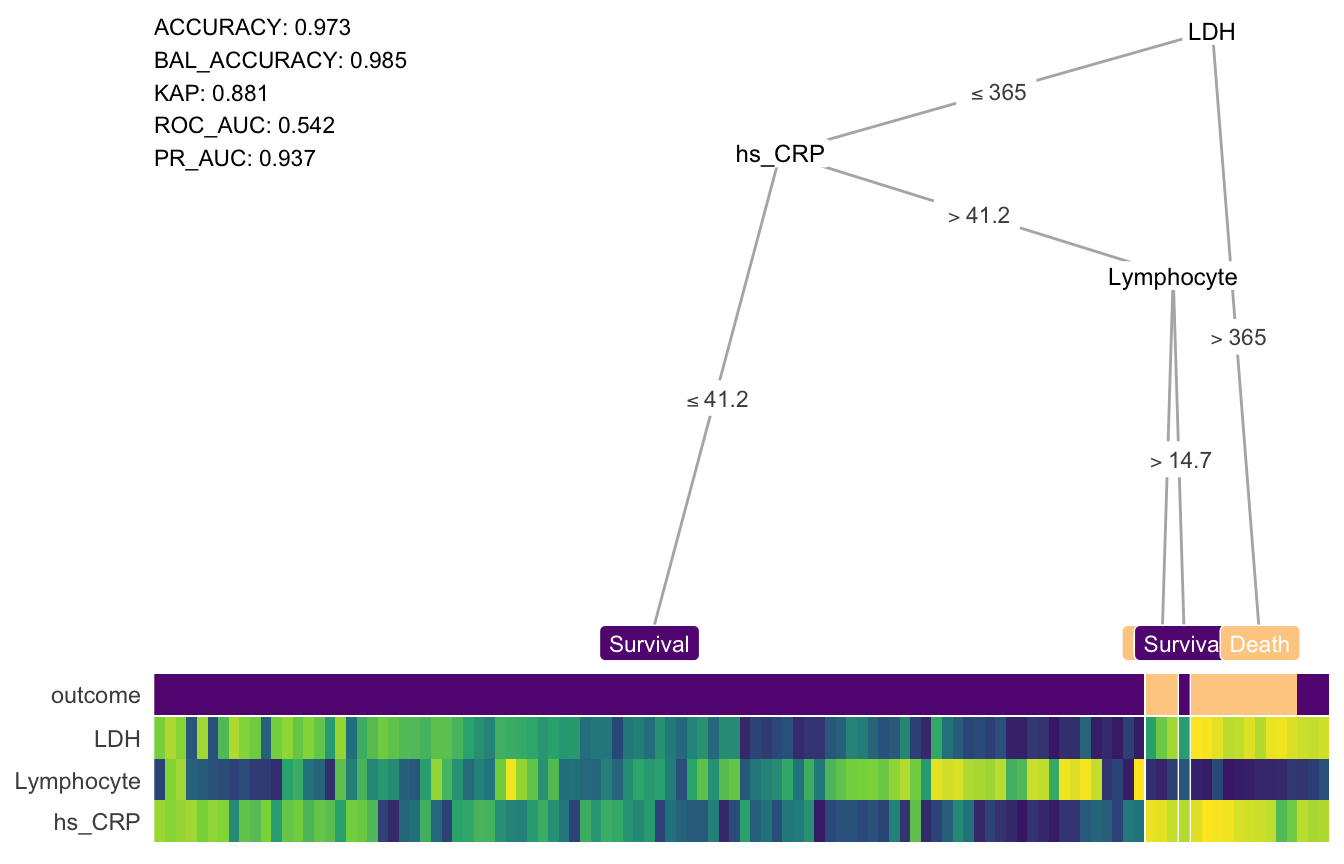 ACCURACY: 0.973
BAL_ACCURACY: 0.985
KAP: 0.881
ROC_AUC: 0.542
PR_AUC: 0.937
LDH
≤ 365
hs_CRP
> 41.2
Lymphocyte
> 365
≤ 41.2
> 14.7
Survival
Surviva
Death
outcome
LDH
Lymphocyte
hs_CRP